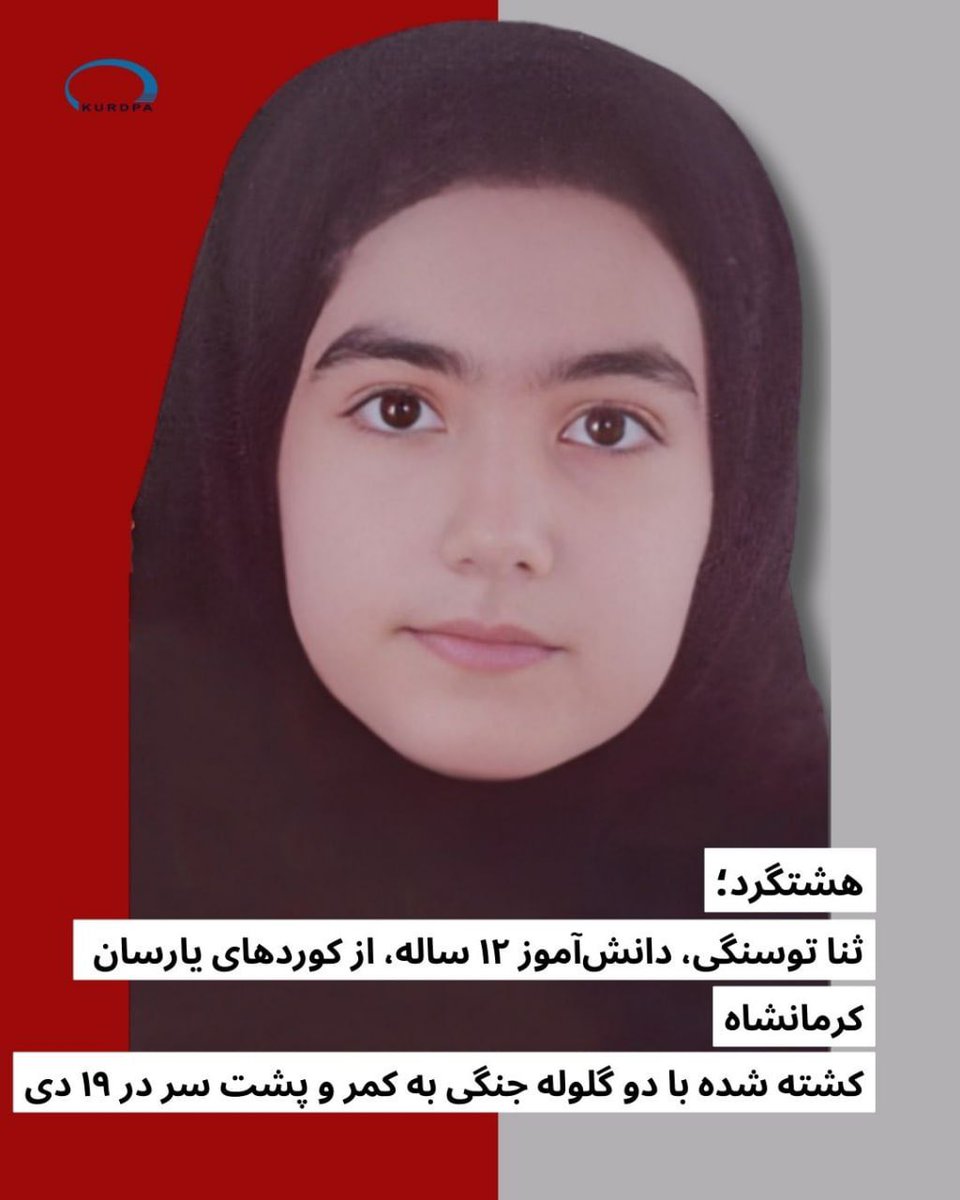 KURDPA
هشتگرد؛
ثنا توسنگی، دانش‌آموز ۱۲ ساله، از کوردهای یارسان
کرمانشاه
کشته شده با دو گلوله جنگی به کمر و پشت سر در ۱۹ دی